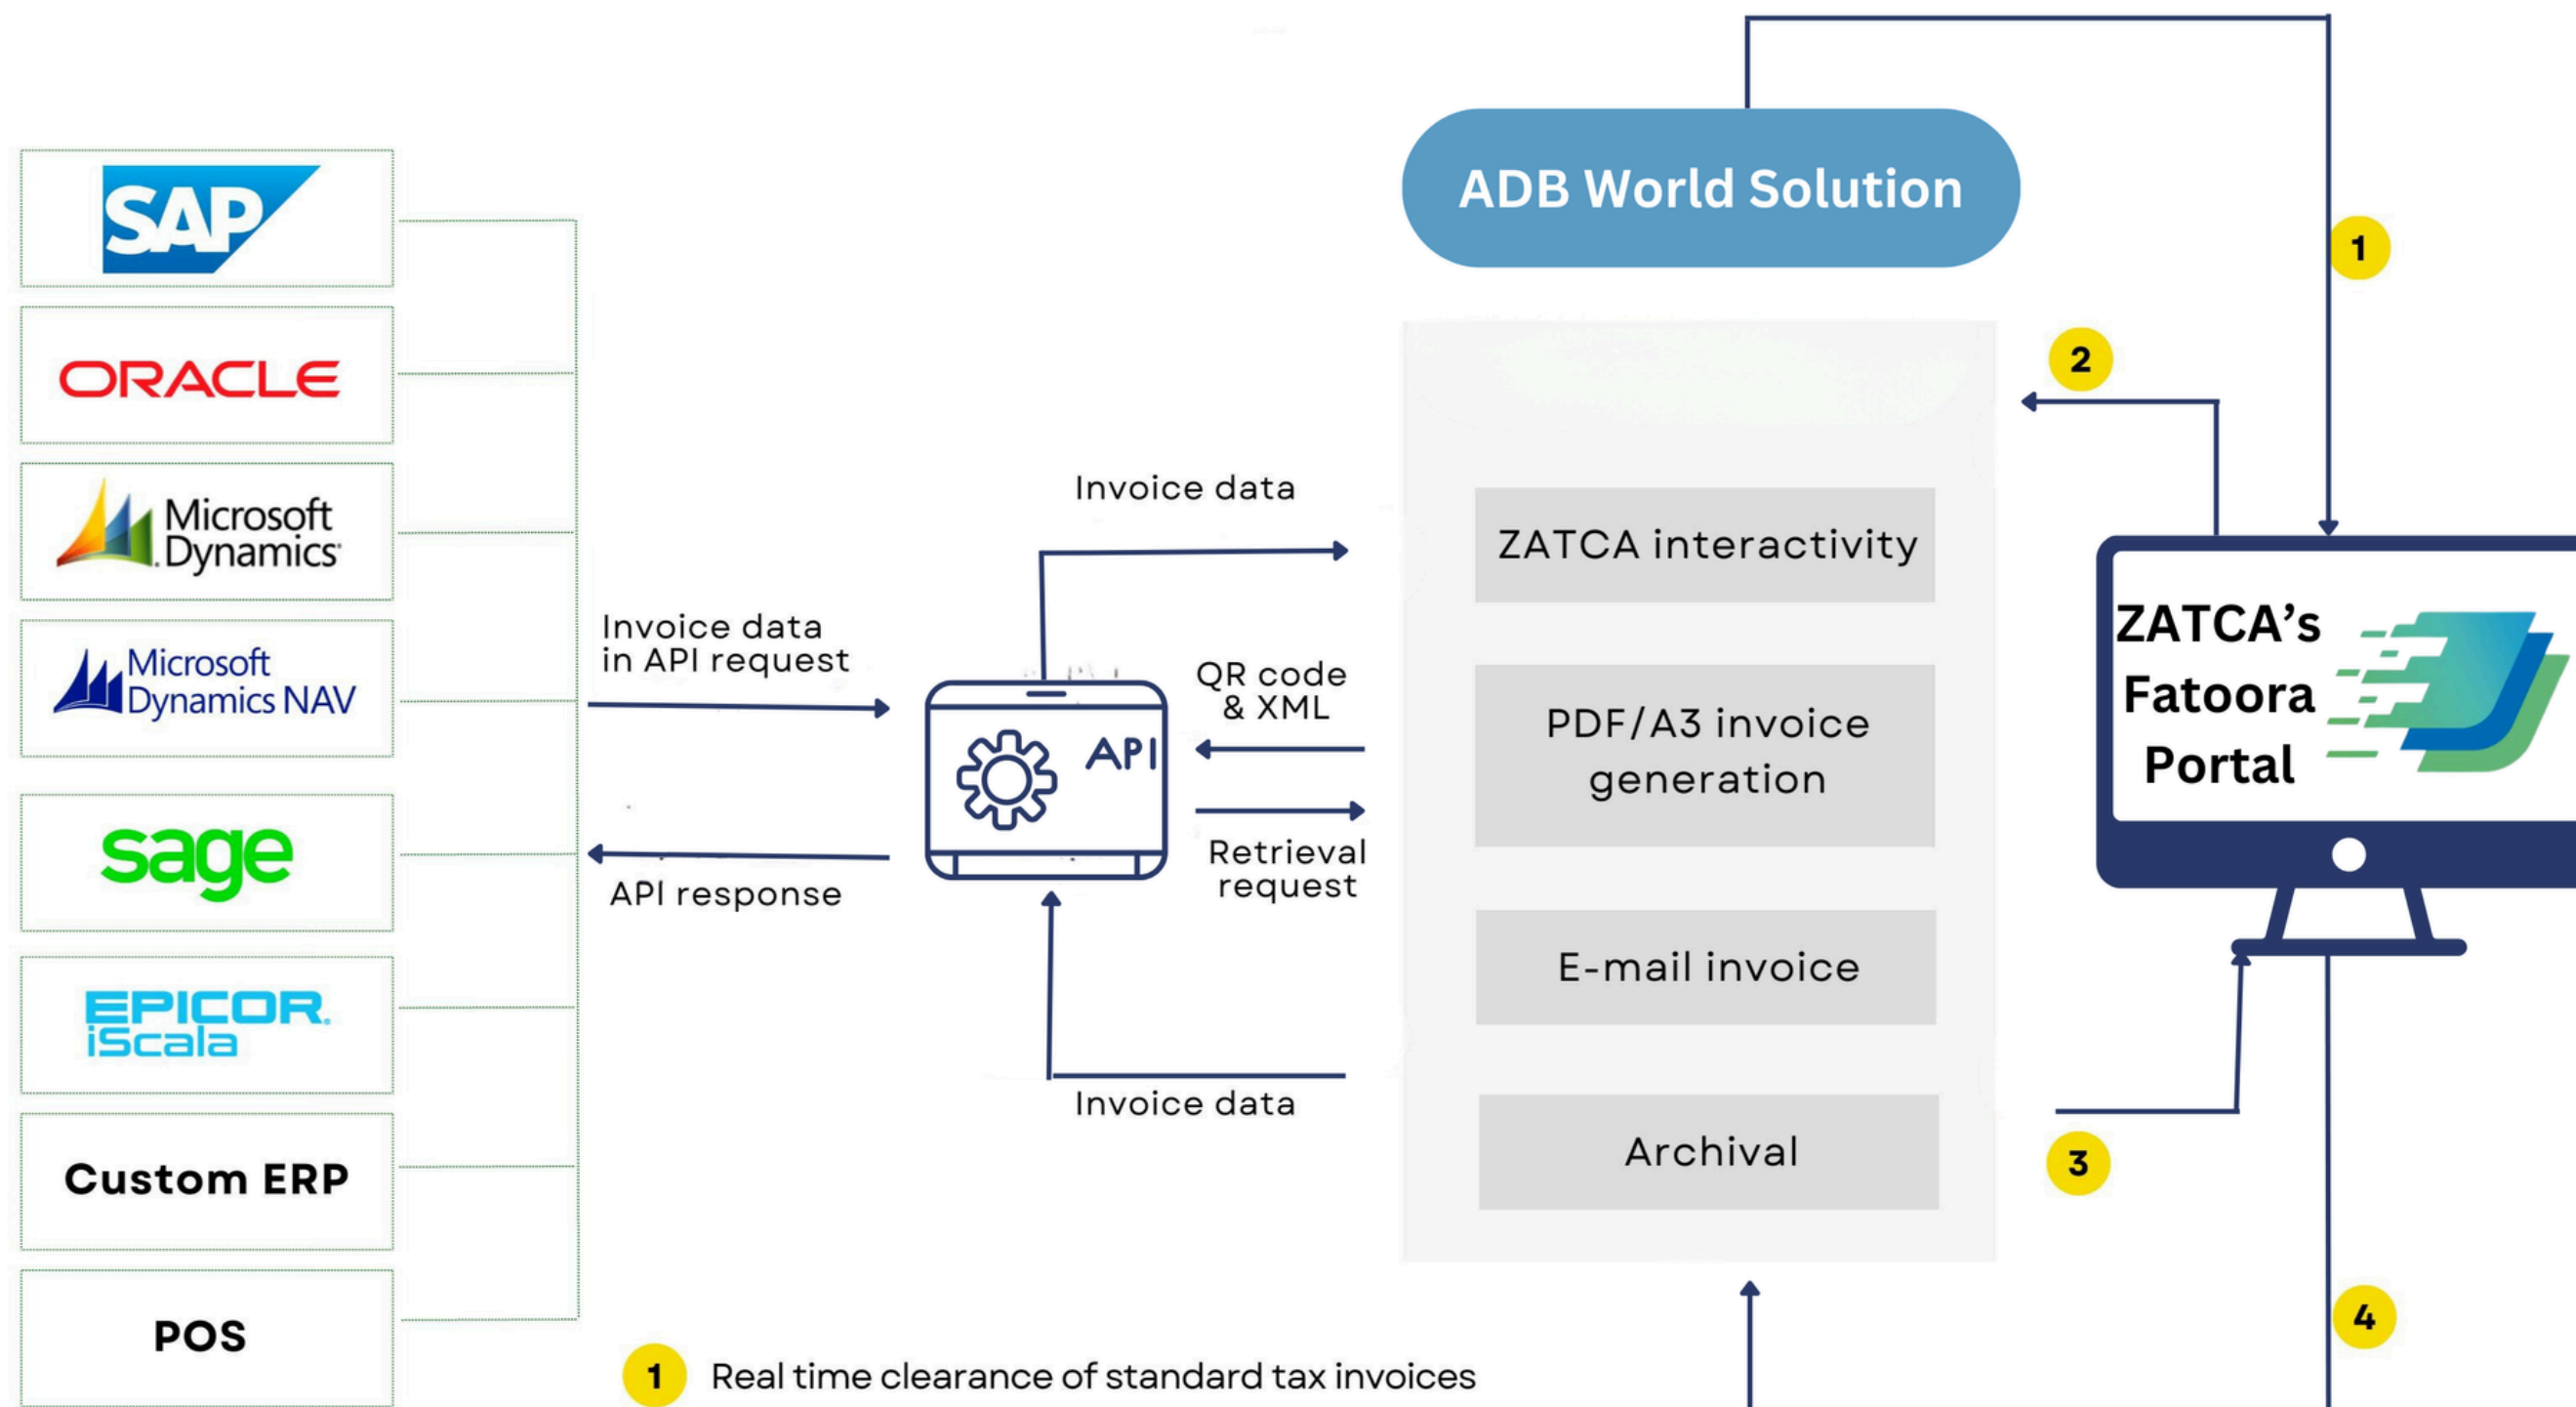 SAP
ORACLE
Microsoft
Dynamics
Microsoft
Dynamics NAV
sage
EPICOR.
iScala
Custom ERP
POS
Invoice data
in API request
API response
Invoice data
API
QR code
& XML
Retrieval
request
Invoice data
ADB World Solution
ZATCA interactivity
PDF/A3 invoice
generation
E-mail invoice
Archival
1
2
ZATCA’s
Fatoora
Portal
3
4
1 Real time clearance of standard tax invoices